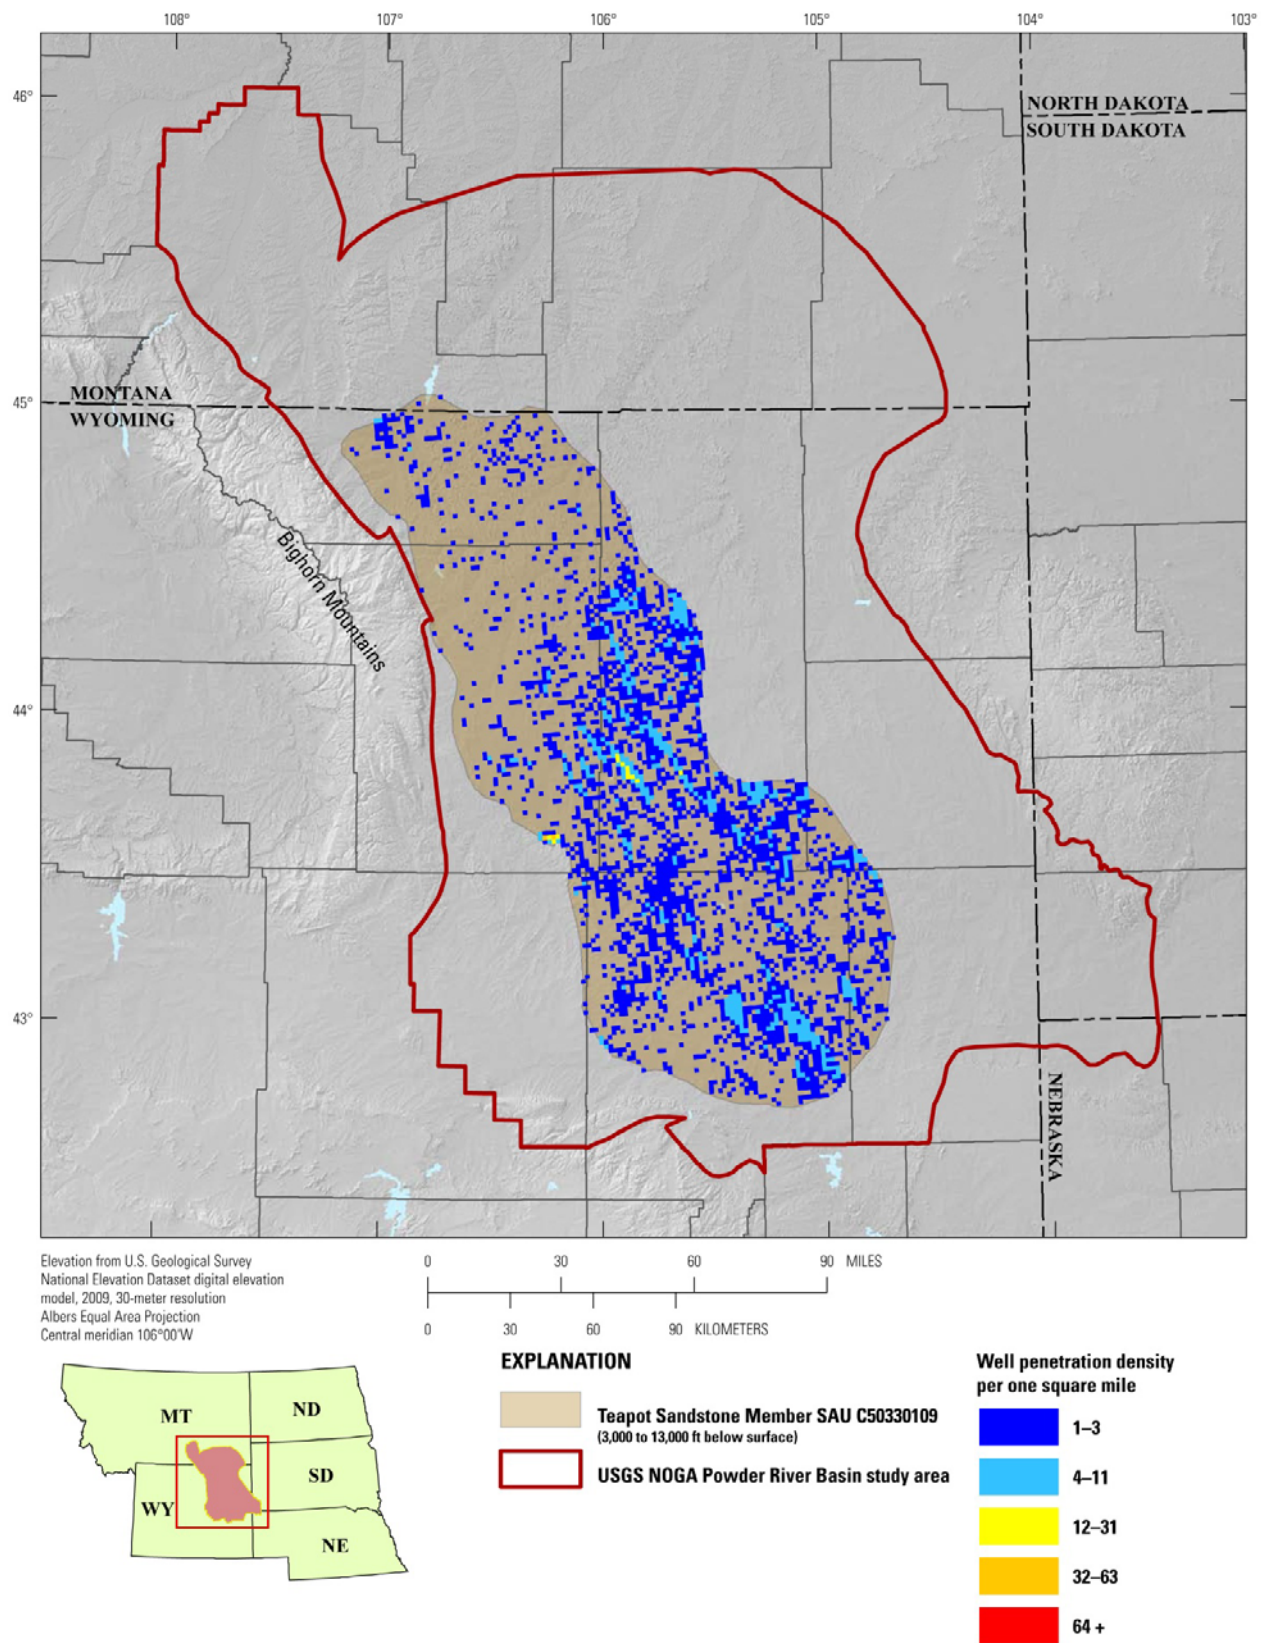 108°
107°
106°
105°
104°
103°
46°
NORTH DAKOTA
SOUTH DAKOTA
45°
MONTANA
WYOMING
Bighorn Mountains
44°
43°
NEBRASKA
Elevation from U.S. Geological Survey
National Elevation Dataset digital elevation
model, 2009, 30-meter resolution
Albers Equal Area Projection
Central meridian 106°00'W
0 30 60 90 MILES
0 30 60 90 KILOMETERS
MT
ND
SD
WY
NE
EXPLANATION
Teapot Sandstone Member SAU C50330109
(3,000 to 13,000 ft below surface)
USGS NOGA Powder River Basin study area
Well penetration density
per one square mile
1–3
4–11
12–31
32–63
64 +